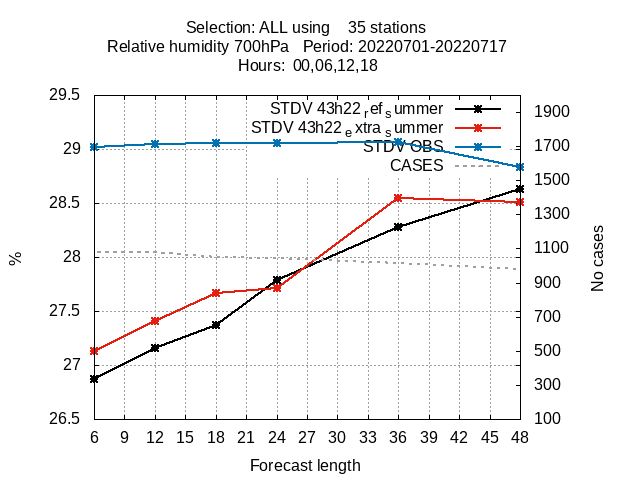 Selection: ALL using    35 stations
Relative humidity 700hPa   Period: 20220701-20220717
Hours:  00,06,12,18
29.5
29
28.5
28
27.5
27
26.5
%
STDV 43h22 ref summer
STDV 43h22 extra summer
STDV OBS
CASES
1900
1700
1500
1300
1100
900
700
500
300
100
No cases
6 9 12 15 18 21 24 27 30 33 36 39 42 45 48
Forecast length